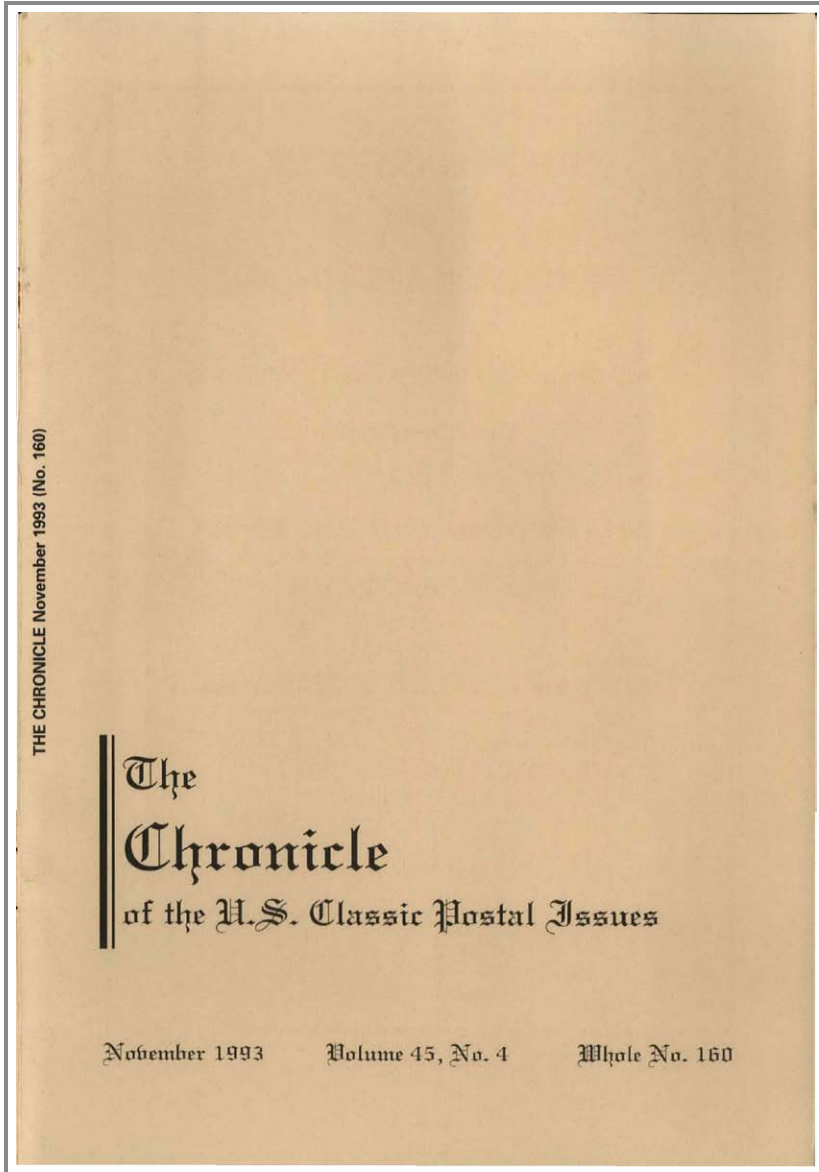 THE CHRONICLE November 1993 (No. 160)
The
Chronicle
of the U.S. Classic Postal Issues
November 1993 Volume 45, No. 4 Whole No. 160